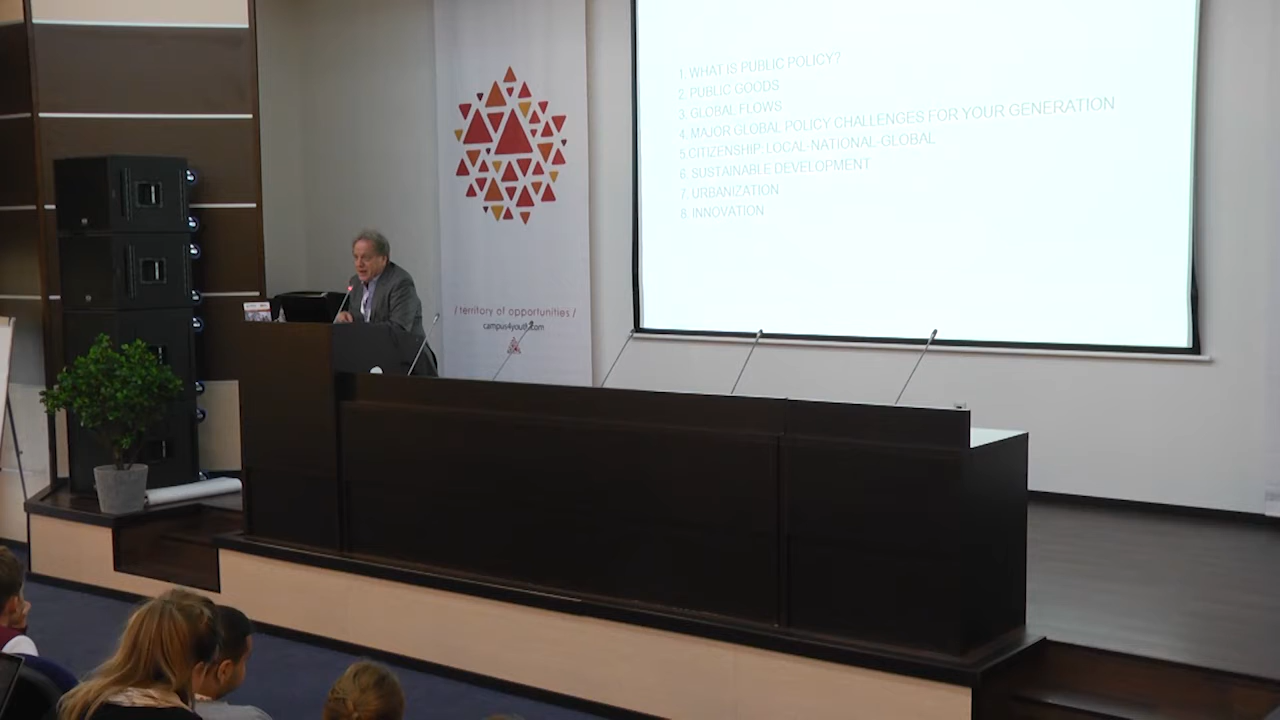 1. WHAT IS PUBLIC POLICY?
2. PUBLIC GOODS
3. GLOBAL FLOWS
4. MAJOR GLOBAL POLICY CHALLENGES FOR YOUR GENERATION
5 CITIZENSHIP: LOCAL-NATIONAL-GLOBAL
6. SUSTAINABLE DEVELOPMENT
7. URBANIZATION
8. INNOVATION
/ territory of opportunities /
campus4youth.com